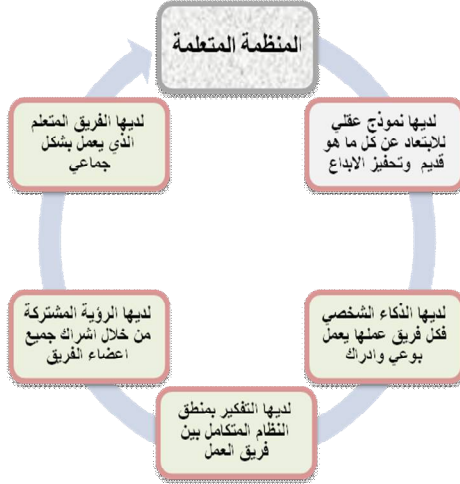 المنظمة المتعلمة
لديها نموذج عقلي
للابتعاد عن كل ما هو
قديم وتحفيز الابداع
لديها الذكاء الشخصي
فكل فريق عملها يعمل
بوعي وادراك
لديها التفكير بمنطق
النظام المتكامل بين
فريق العمل
لديها الرؤية المشتركة
من خلال اشراك جميع
اعضاء الفريق
لديها الفريق المتعلم
الذي يعمل بشكل
جماعي